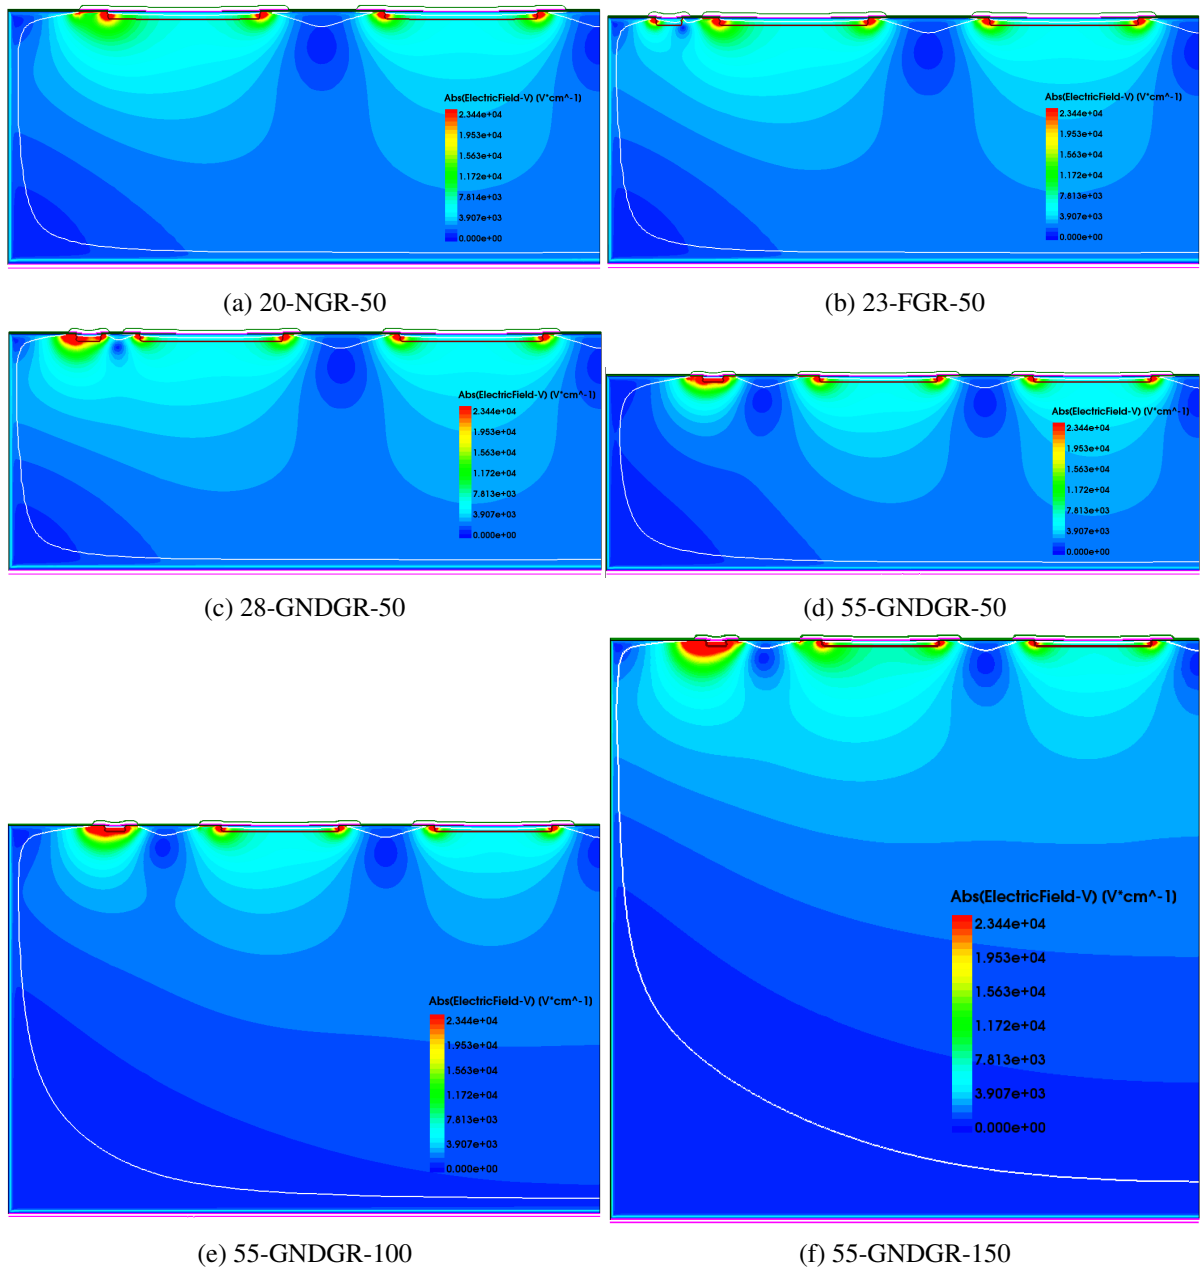 Abs(ElectricField-V) (V*cm^-1)
2.344e+04
1.953e+04
1.563e+04
1.172e+04
7.814e+03
3.907e+03
0.000e+00
(a) 20-NGR-50
Abs(ElectricField-V) (V*cm^-1)
2.344e+04
1.953e+04
1.563e+04
1.172e+04
7.813e+03
3.907e+03
0.000e+00
(b) 23-FGR-50
Abs(ElectricField-V) (V*cm^-1)
2.344e+04
1.953e+04
1.563e+04
1.172e+04
7.813e+03
3.907e+03
0.000e+00
(c) 28-GNDGR-50
Abs(ElectricField-V) (V*cm^-1)
2.344e+04
1.953e+04
1.563e+04
1.172e+04
7.813e+03
3.907e+03
0.000e+00
(d) 55-GNDGR-50
Abs(ElectricField-V) (V*cm^-1)
2.344e+04
1.953e+04
1.563e+04
1.172e+04
7.813e+03
3.907e+03
0.000e+00
(e) 55-GNDGR-100
Abs(ElectricField-V) (V*cm^-1)
2.344e+04
1.953e+04
1.563e+04
1.172e+04
7.813e+03
3.907e+03
0.000e+00
(f) 55-GNDGR-150